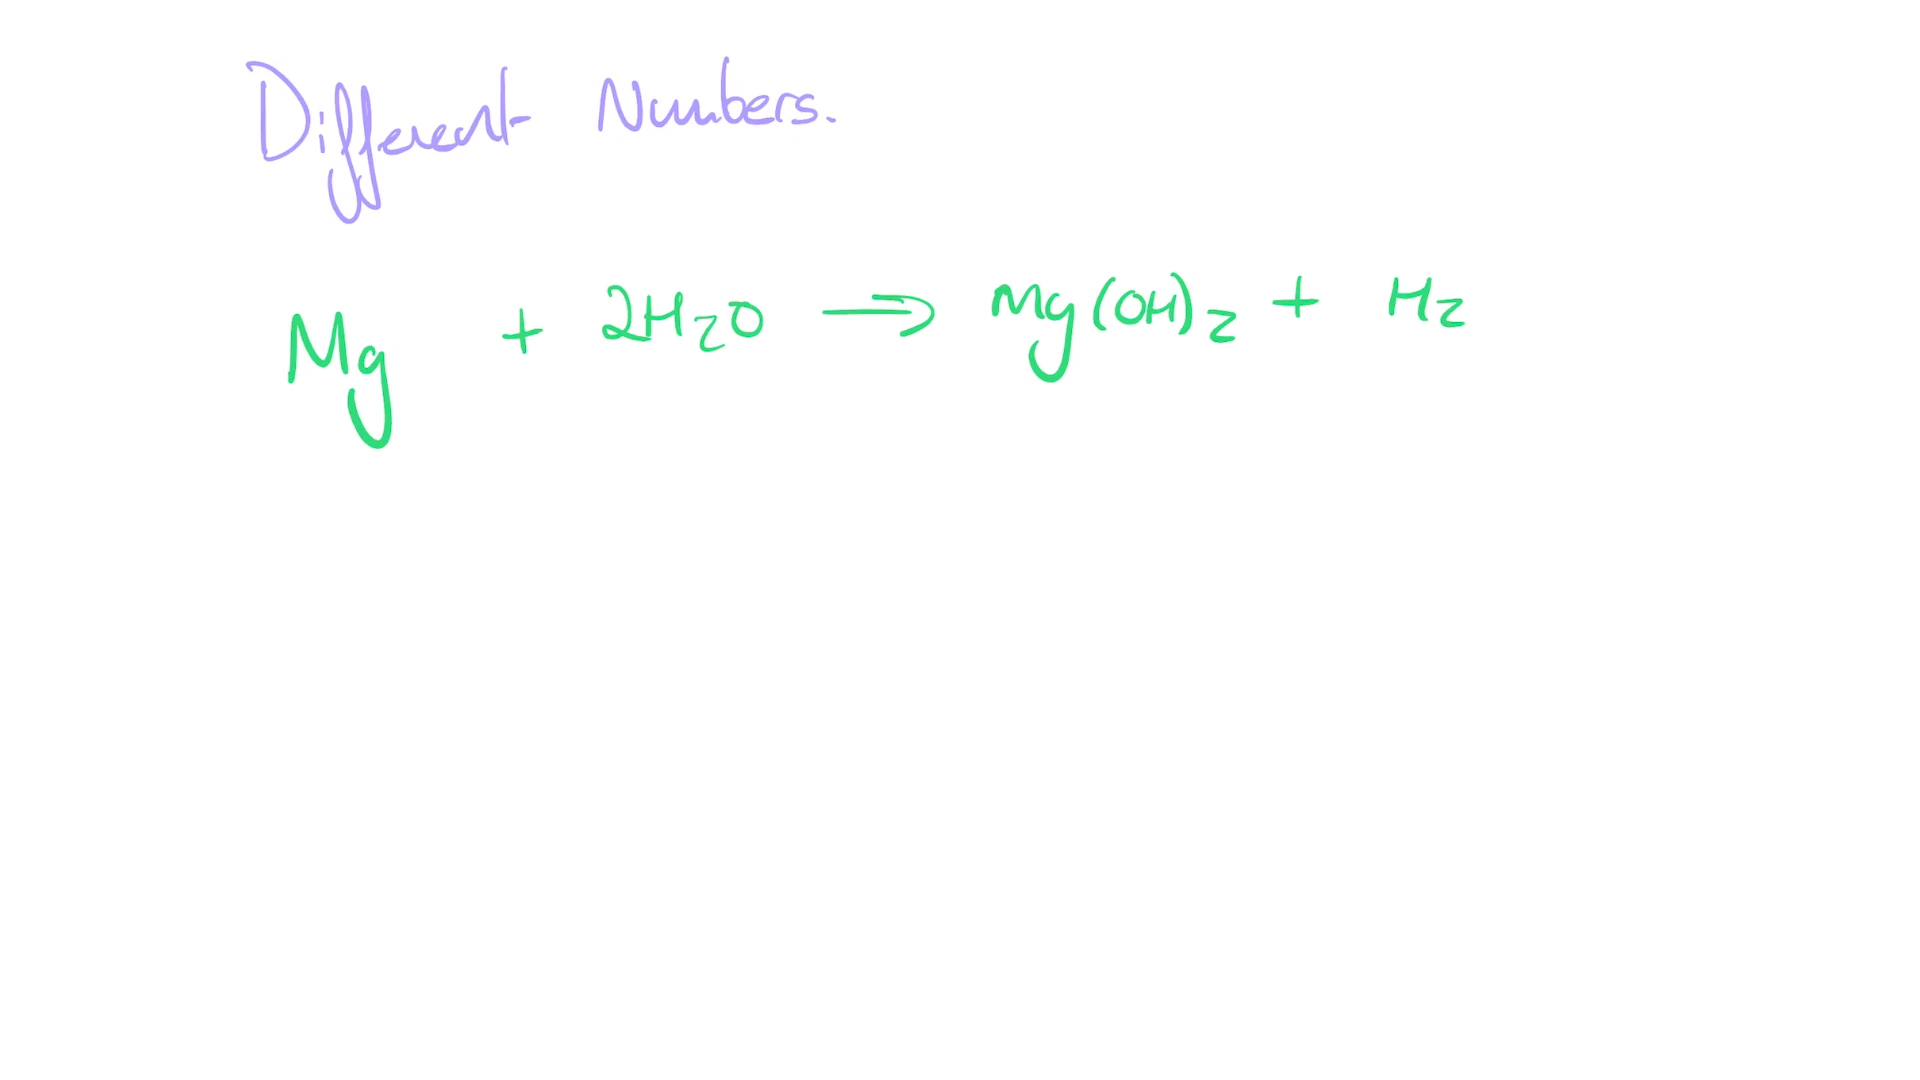 Different Numbers.
Mg + 2H₂O → Mg(OH)₂ + H₂